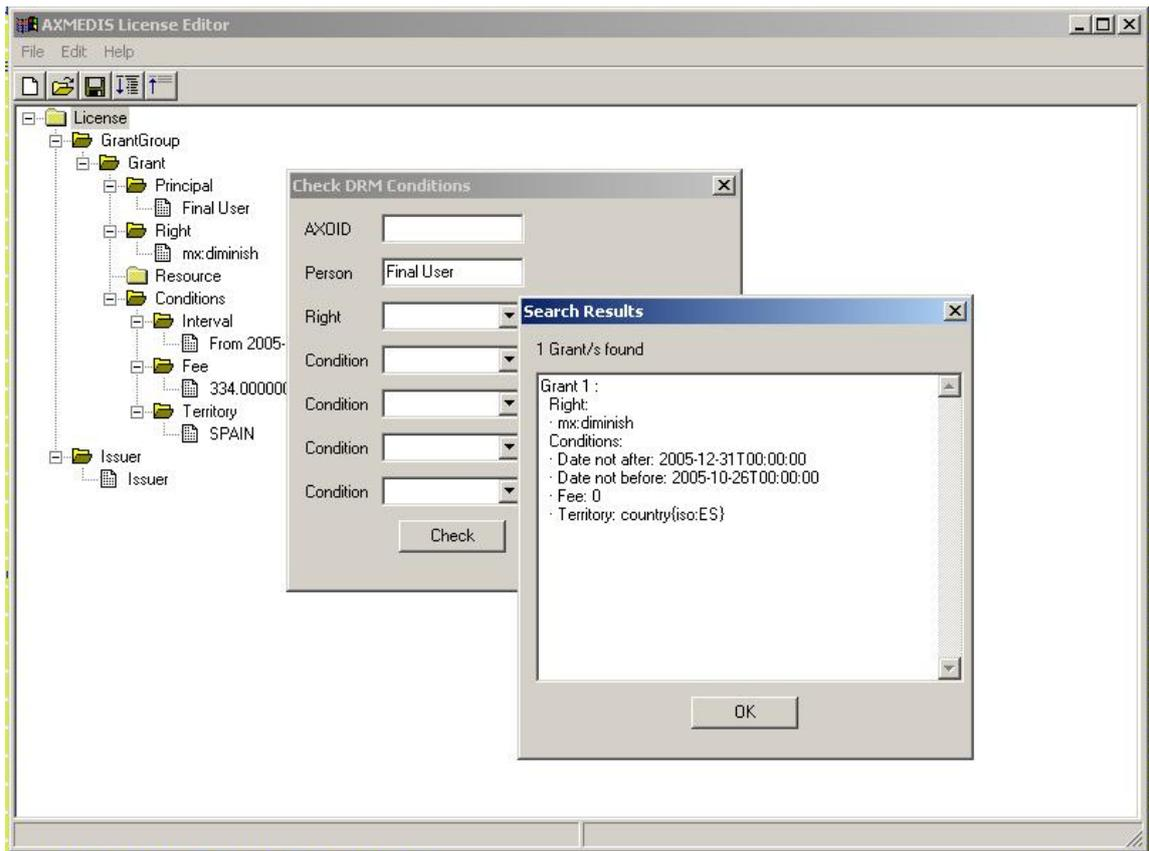 AXMEDIS License Editor
File Edit Help
License
GrantGroup
Grant
Principal
Final User
Right
mx:diminish
Resource
Conditions
Interval
From 2005-
Fee
334.000000
Territory
SPAIN
Issuer
Issuer
Check DRM Conditions
AXOID
Person Final User
Right
Condition
Condition
Condition
Condition
Check
Search Results
1 Grant/s found
Grant 1 :
Right:
· mx:diminish
Conditions:
· Date not after: 2005-12-31T00:00:00
· Date not before: 2005-10-26T00:00:00
· Fee: 0
· Territory: country{iso:ES}
OK